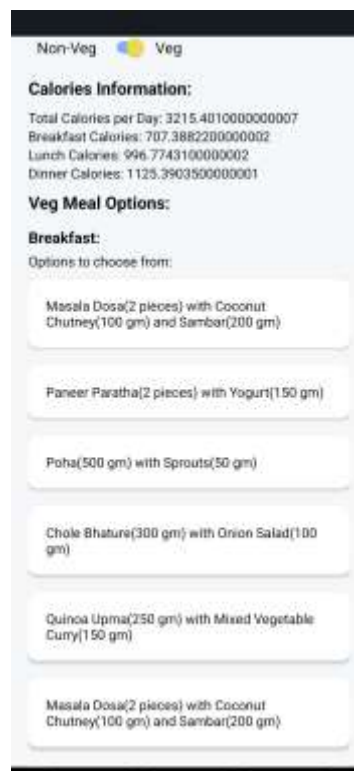 Non-Veg Veg
Calories Information:
Total Calories per Day: 3215.4010000000007
Breakfast Calories: 707.3882200000002
Lunch Calories: 996.7743100000002
Dinner Calories: 1125.3903500000001
Veg Meal Options:
Breakfast:
Options to choose from:
Masala Dosa(2 pieces) with Coconut
Chutney(100 gm) and Sambar(200 gm)
Paneer Paratha(2 pieces) with Yogurt(150 gm)
Poha(500 gm) with Sprouts(50 gm)
Chole Bhature(300 gm) with Onion Salad(100
gm)
Quinoa Upma(250 gm) with Mixed Vegetable
Curry(150 gm)
Masala Dosa(2 pieces) with Coconut
Chutney(100 gm) and Sambar(200 gm)